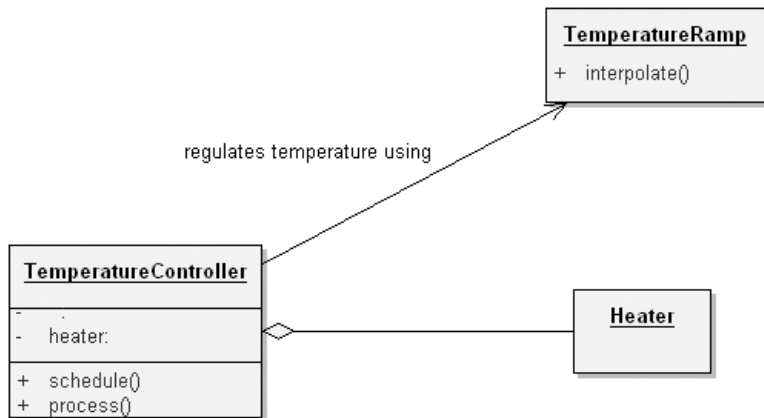 TemperatureRamp
+ interpolate()
regulates temperature using
TemperatureController
- heater:
Heater
+ schedule()
+ process()